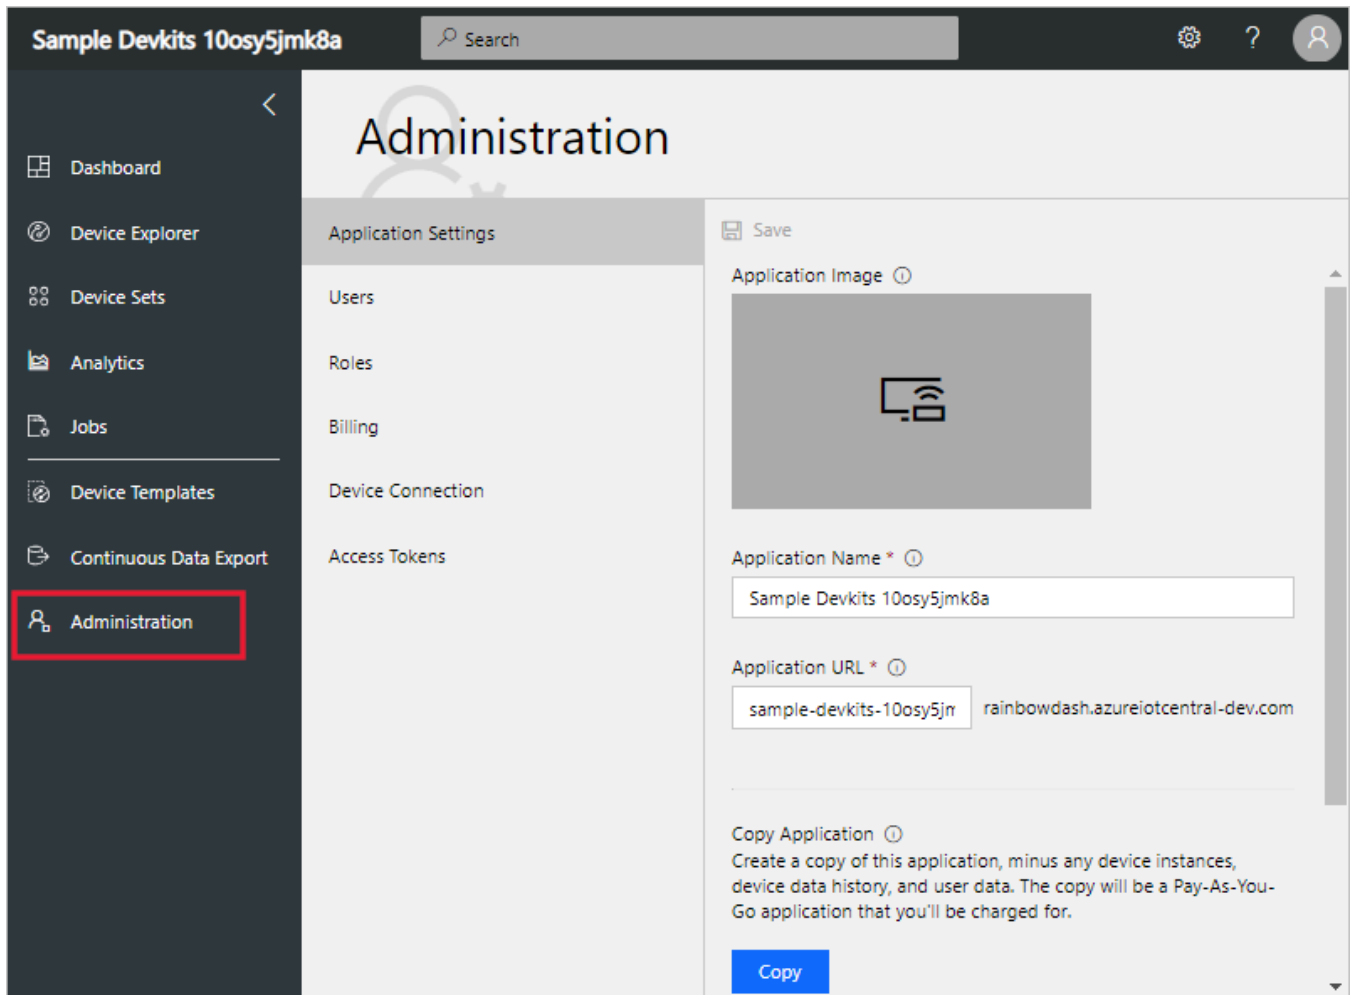 Sample Devkits 10osy5jmk8a
Search
?
Dashboard
Device Explorer
Device Sets
Analytics
Jobs
Device Templates
Continuous Data Export
Administration
Administration
Application Settings
Users
Roles
Billing
Device Connection
Access Tokens
Save
Application Image
Application Name *
Sample Devkits 10osy5jmk8a
Application URL *
sample-devkits-10osy5jm rainbowdash.azureiotcentral-dev.com
Copy Application
Create a copy of this application, minus any device instances,
device data history, and user data. The copy will be a Pay-As-You-
Go application that you'll be charged for.
Copy